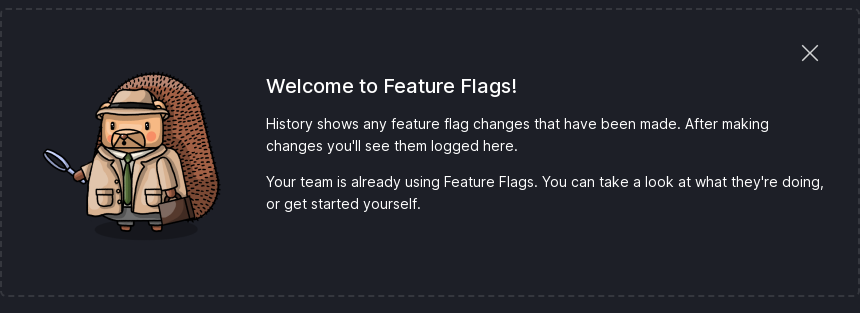 Welcome to Feature Flags!
History shows any feature flag changes that have been made. After making
changes you'll see them logged here.
Your team is already using Feature Flags. You can take a look at what they're doing,
or get started yourself.